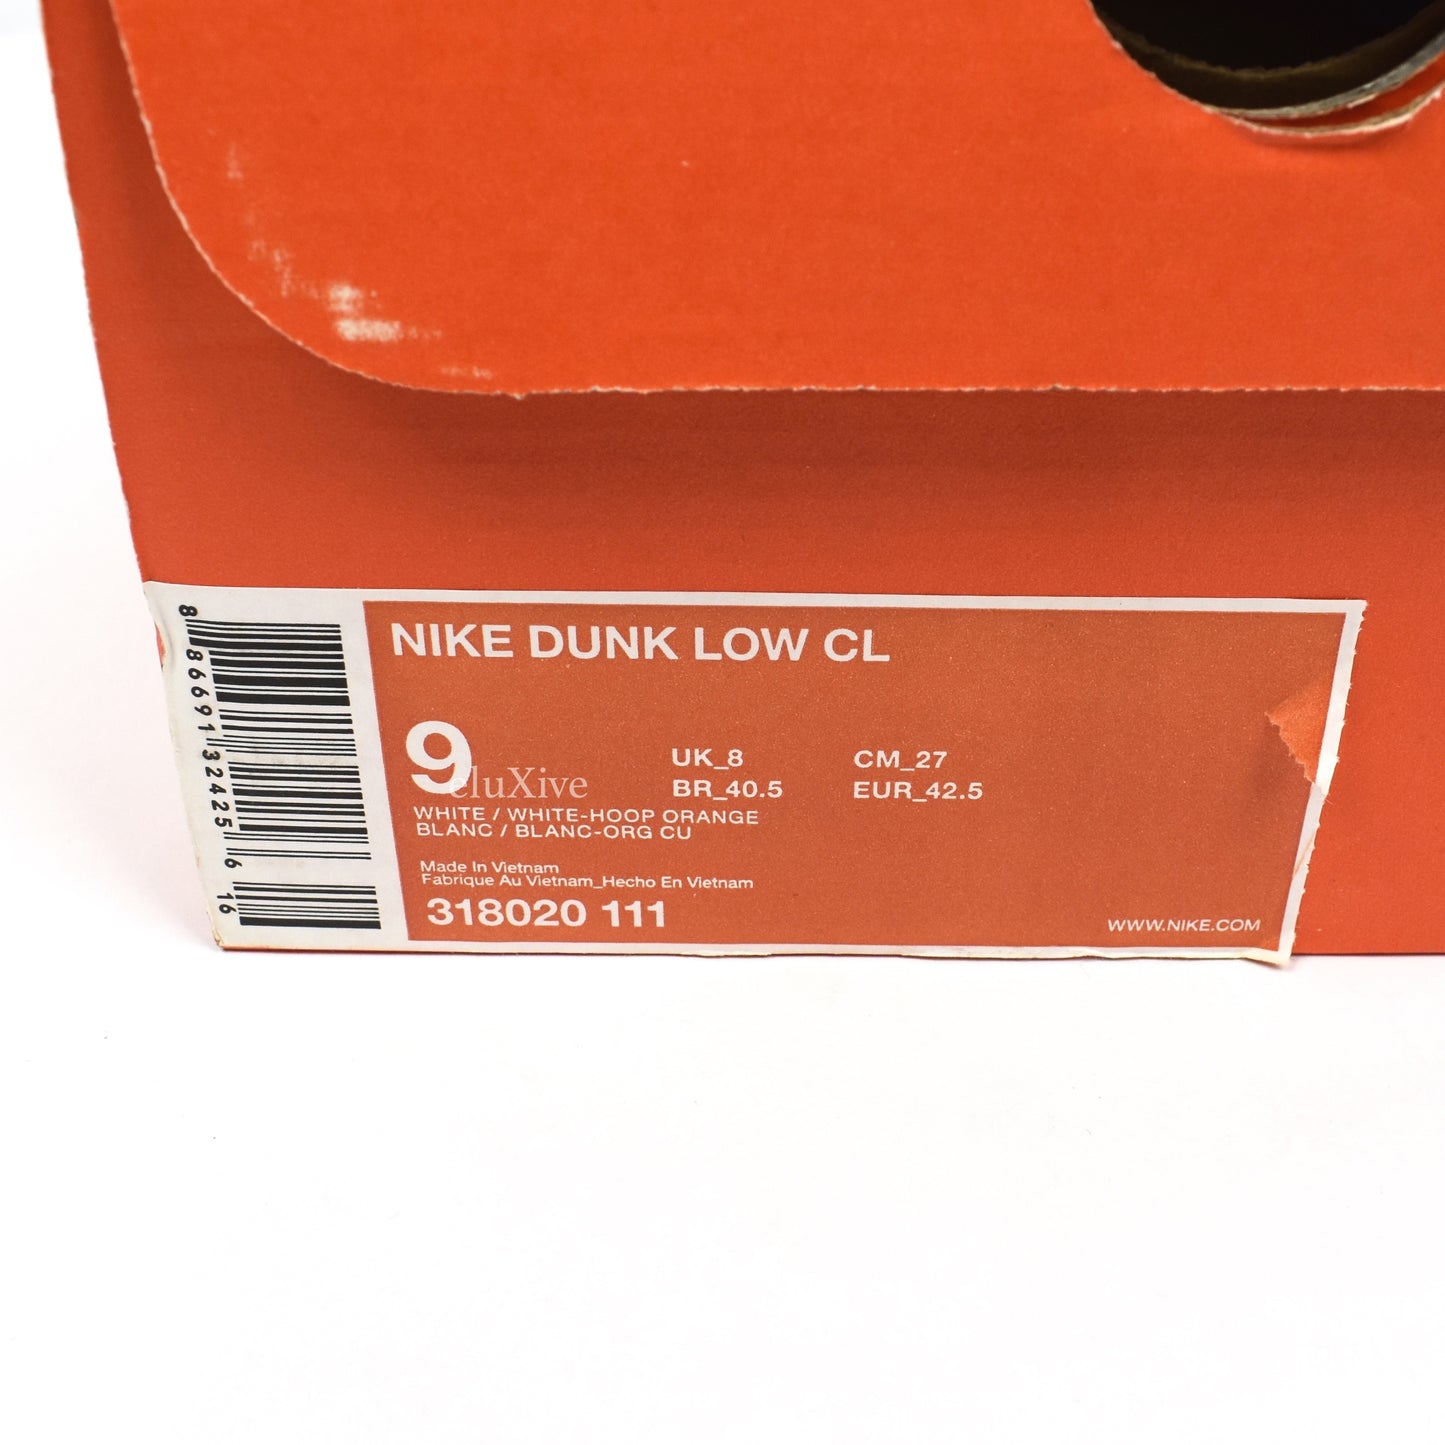 NIKE DUNK LOW CL
9
UK_8 CM_27
BR_40.5 EUR_42.5
eluXive
WHITE / WHITE-HOOP ORANGE
BLANC / BLANC-ORG CU
Made In Vietnam
Fabrique Au Vietnam_Hecho En Vietnam
318020 111
WWW.NIKE.COM
8 86691 32425 6 16